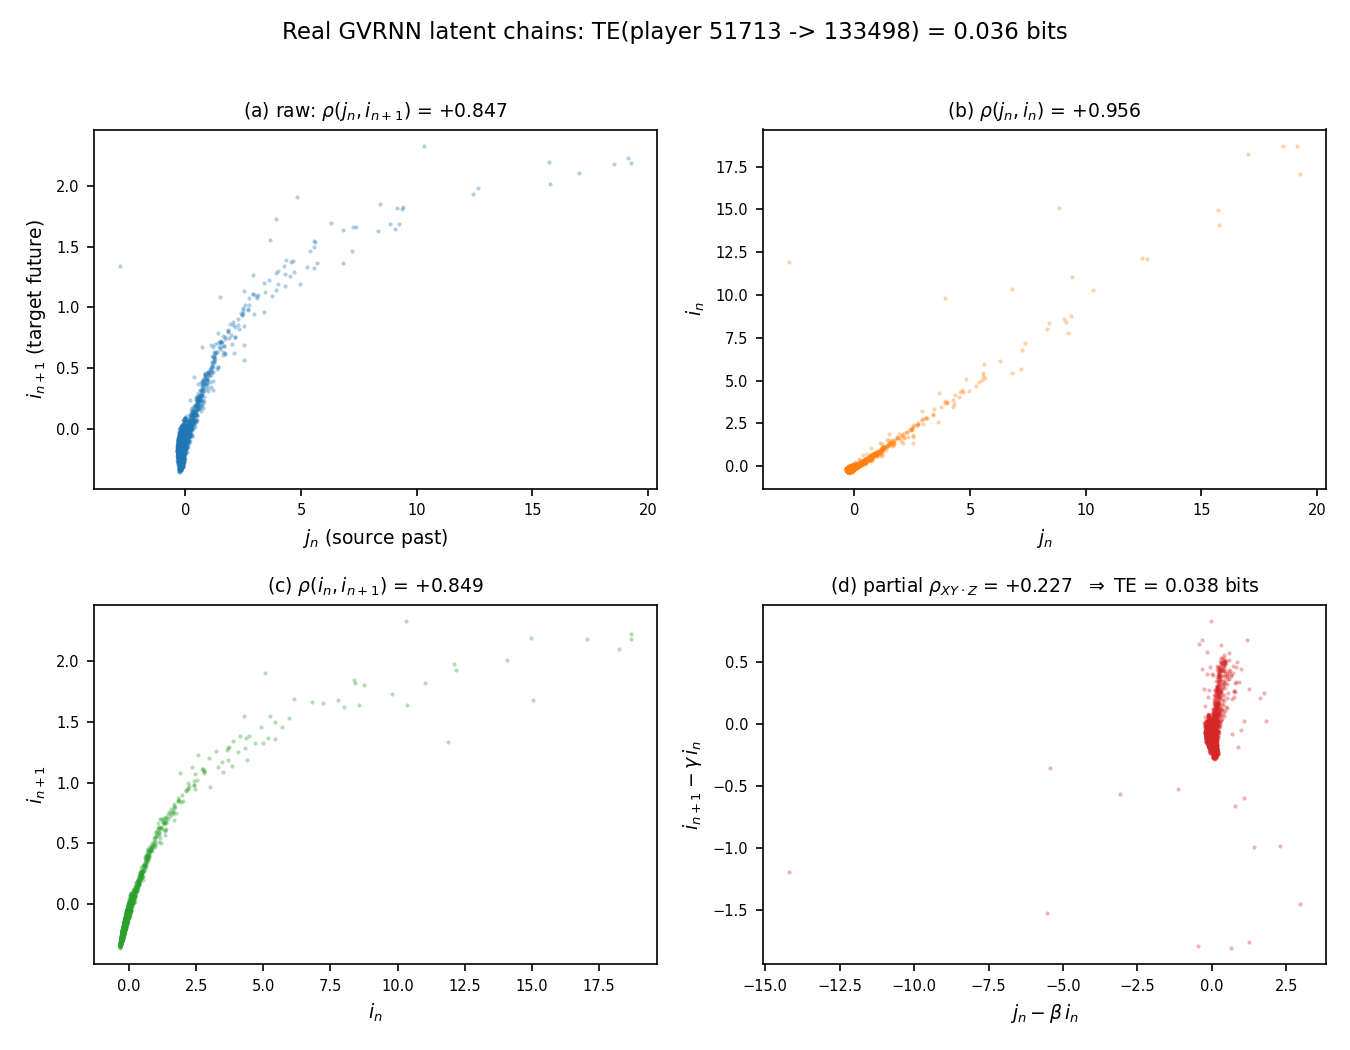 Real GVRNN latent chains: TE(player 51713 -> 133498) = 0.036 bits
(a) raw: ρ(jₙ, iₙ₊₁) = +0.847
2.0
1.5
1.0
0.5
0.0
iₙ₊₁ (target future)
0 5 10 15 20
jₙ (source past)
(b) ρ(jₙ, iₙ) = +0.956
17.5
15.0
12.5
10.0
7.5
5.0
2.5
0.0
iₙ
0 5 10 15 20
jₙ
(c) ρ(iₙ, iₙ₊₁) = +0.849
2.0
1.5
1.0
0.5
0.0
iₙ₊₁
0.0 2.5 5.0 7.5 10.0 12.5 15.0 17.5
iₙ
(d) partial ρ_{XY·Z} = +0.227 ⇒ TE = 0.038 bits
0.5
0.0
−0.5
−1.0
−1.5
iₙ₊₁ − γ iₙ
−15.0 −12.5 −10.0 −7.5 −5.0 −2.5 0.0 2.5
jₙ − β iₙ